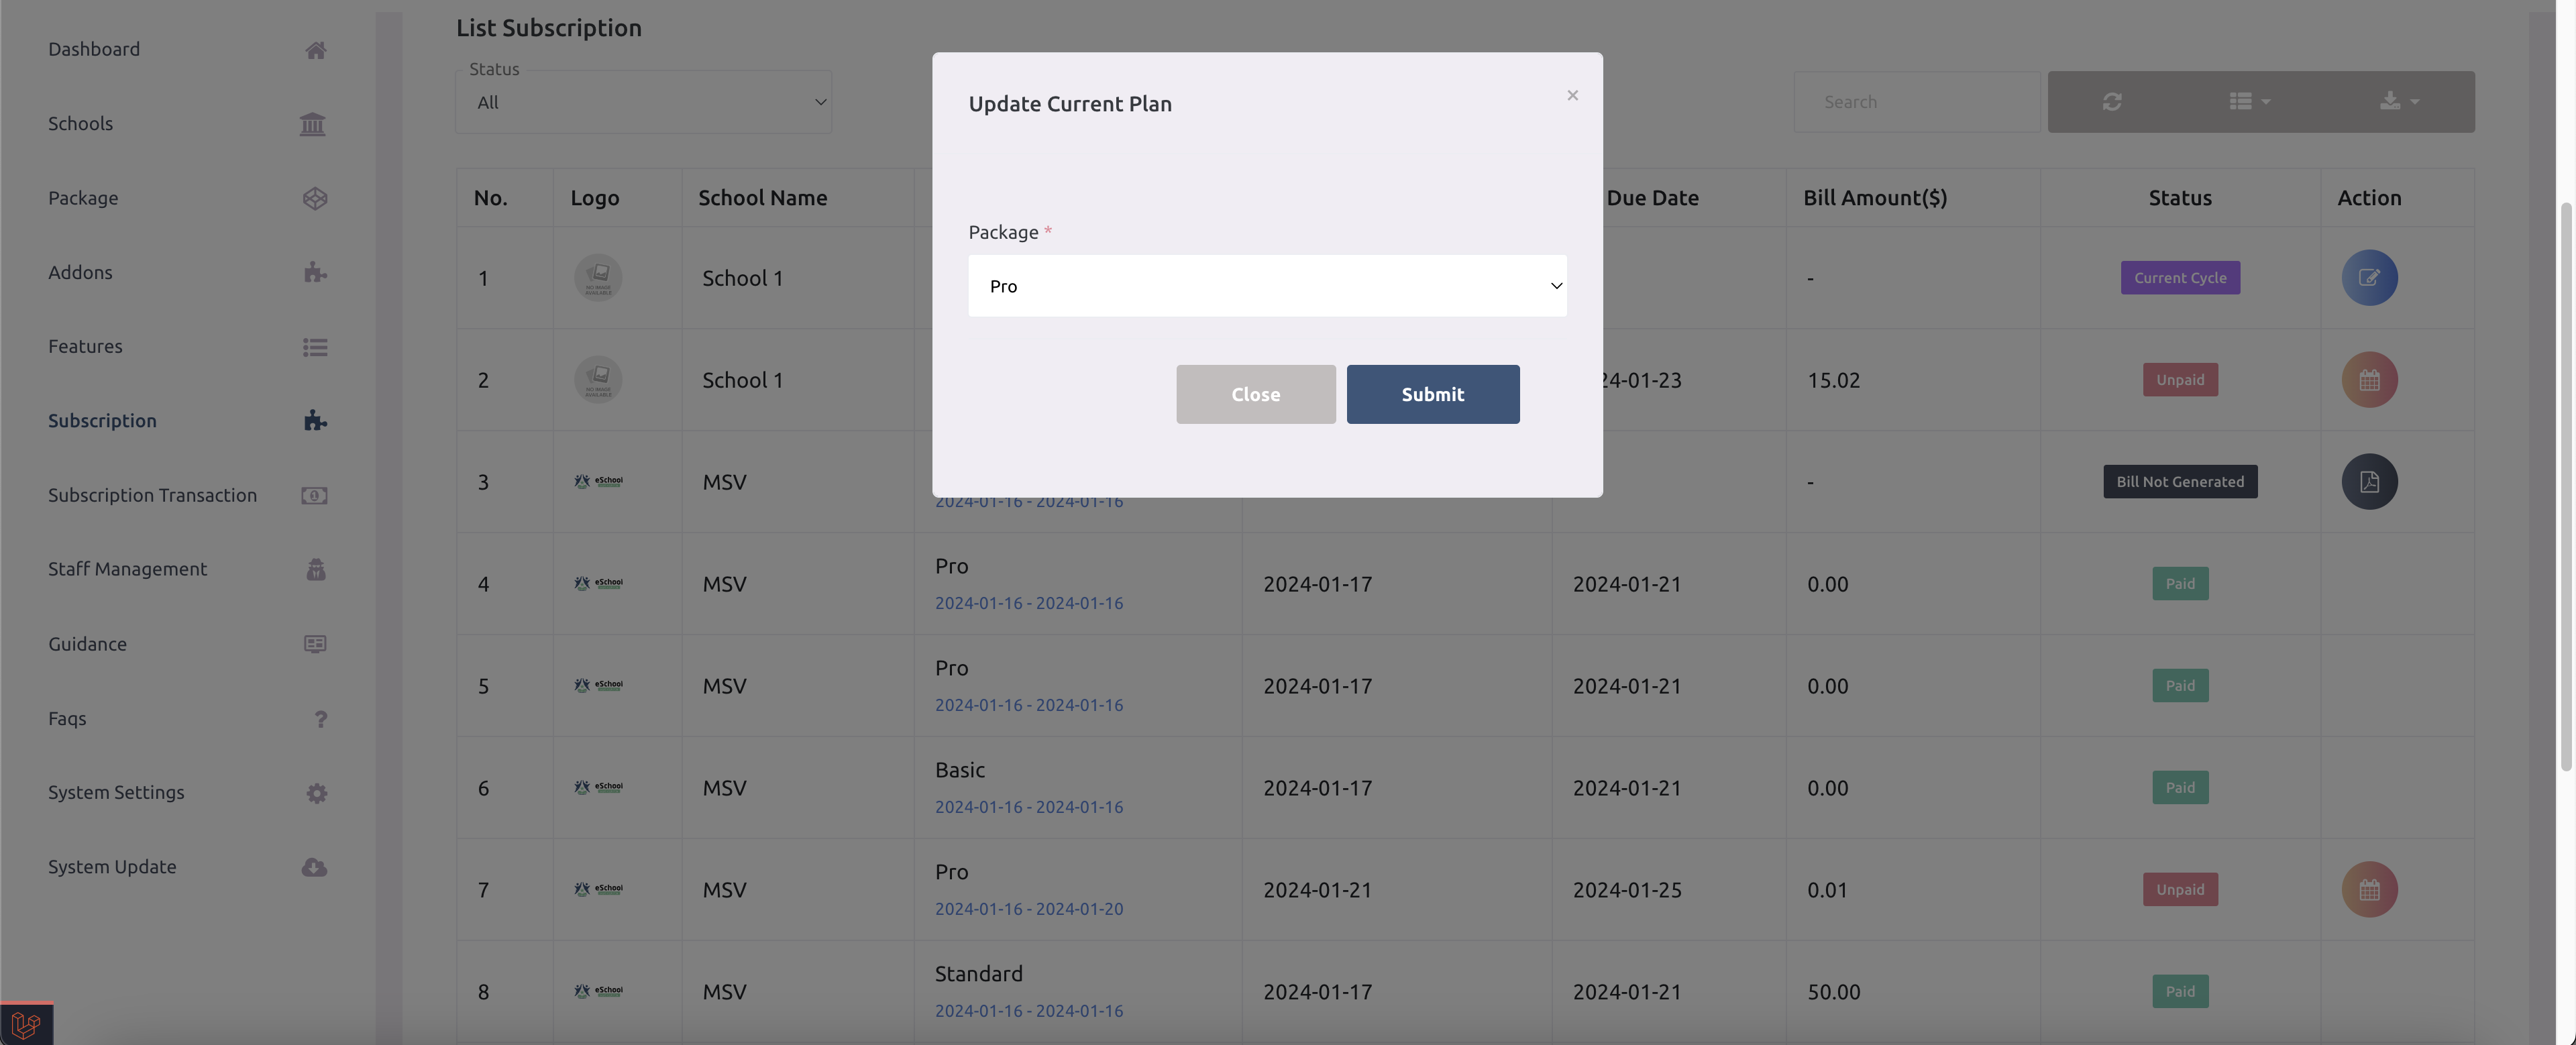 Dashboard
Schools
Package
Addons
Features
Subscription
Subscription Transaction
Staff Management
Guidance
Faqs
System Settings
System Update
List Subscription
Status
All
Search
Update Current Plan
×
Package *
Pro
Close
Submit
No. Logo School Name Due Date Bill Amount($) Status Action
1 NO IMAGE AVAILABLE School 1 - Current Cycle
2 NO IMAGE AVAILABLE School 1 24-01-23 15.02 Unpaid
3 eSchool MSV - Bill Not Generated
2024-01-16 - 2024-01-16
4 eSchool MSV Pro 2024-01-17 2024-01-21 0.00 Paid
2024-01-16 - 2024-01-16
5 eSchool MSV Pro 2024-01-17 2024-01-21 0.00 Paid
2024-01-16 - 2024-01-16
6 eSchool MSV Basic 2024-01-17 2024-01-21 0.00 Paid
2024-01-16 - 2024-01-16
7 eSchool MSV Pro 2024-01-21 2024-01-25 0.01 Unpaid
2024-01-16 - 2024-01-20
8 eSchool MSV Standard 2024-01-17 2024-01-21 50.00 Paid
2024-01-16 - 2024-01-16